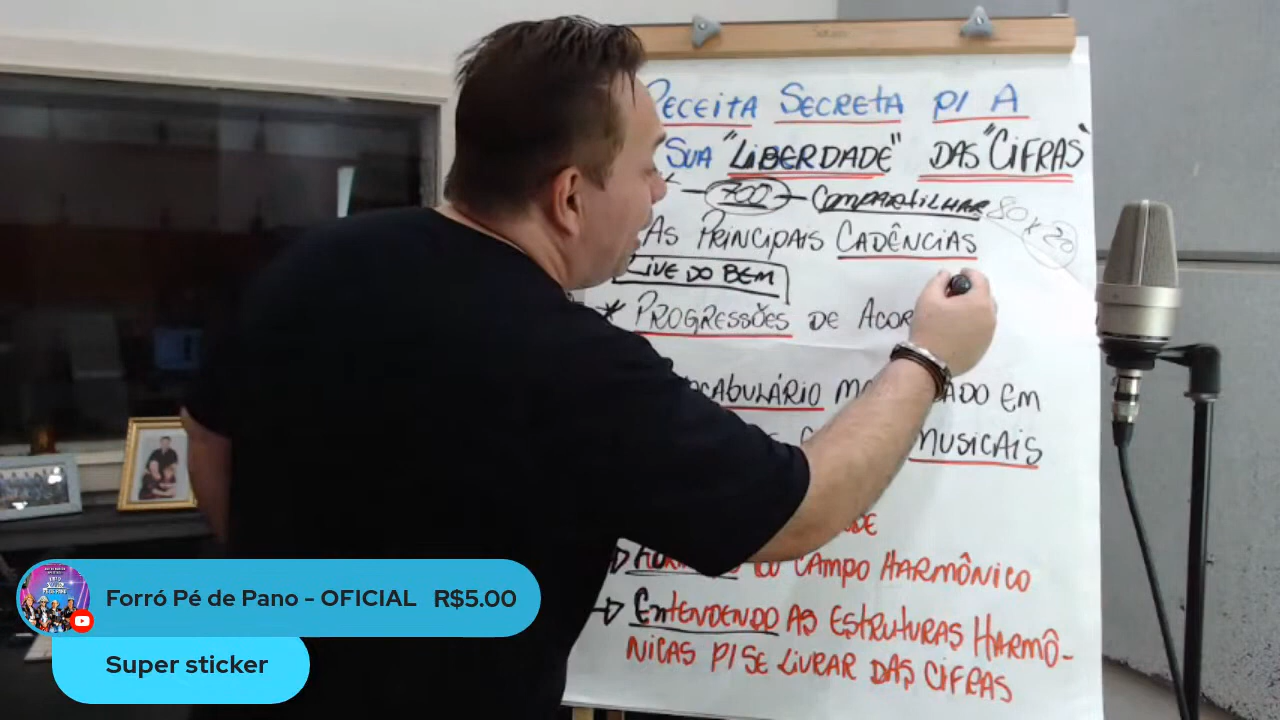 RECEITA SECRETA P/ A
SUA "LIBERDADE" DAS "CIFRAS"
700 - COMPARTILHAR 80 x 20
AS PRINCIPAIS CADÊNCIAS
LIVE DO BEM
* PROGRESSÕES DE ACOR
VOCABULÁRIO EM
MUSICAIS
DE
DO CAMPO HARMÔNICO
ENTENDENDO AS ESTRUTURAS HARMÔ-
NICAS P/ SE LIVRAR DAS CIFRAS
Forró Pé de Pano - OFICIAL R$5.00
Super sticker